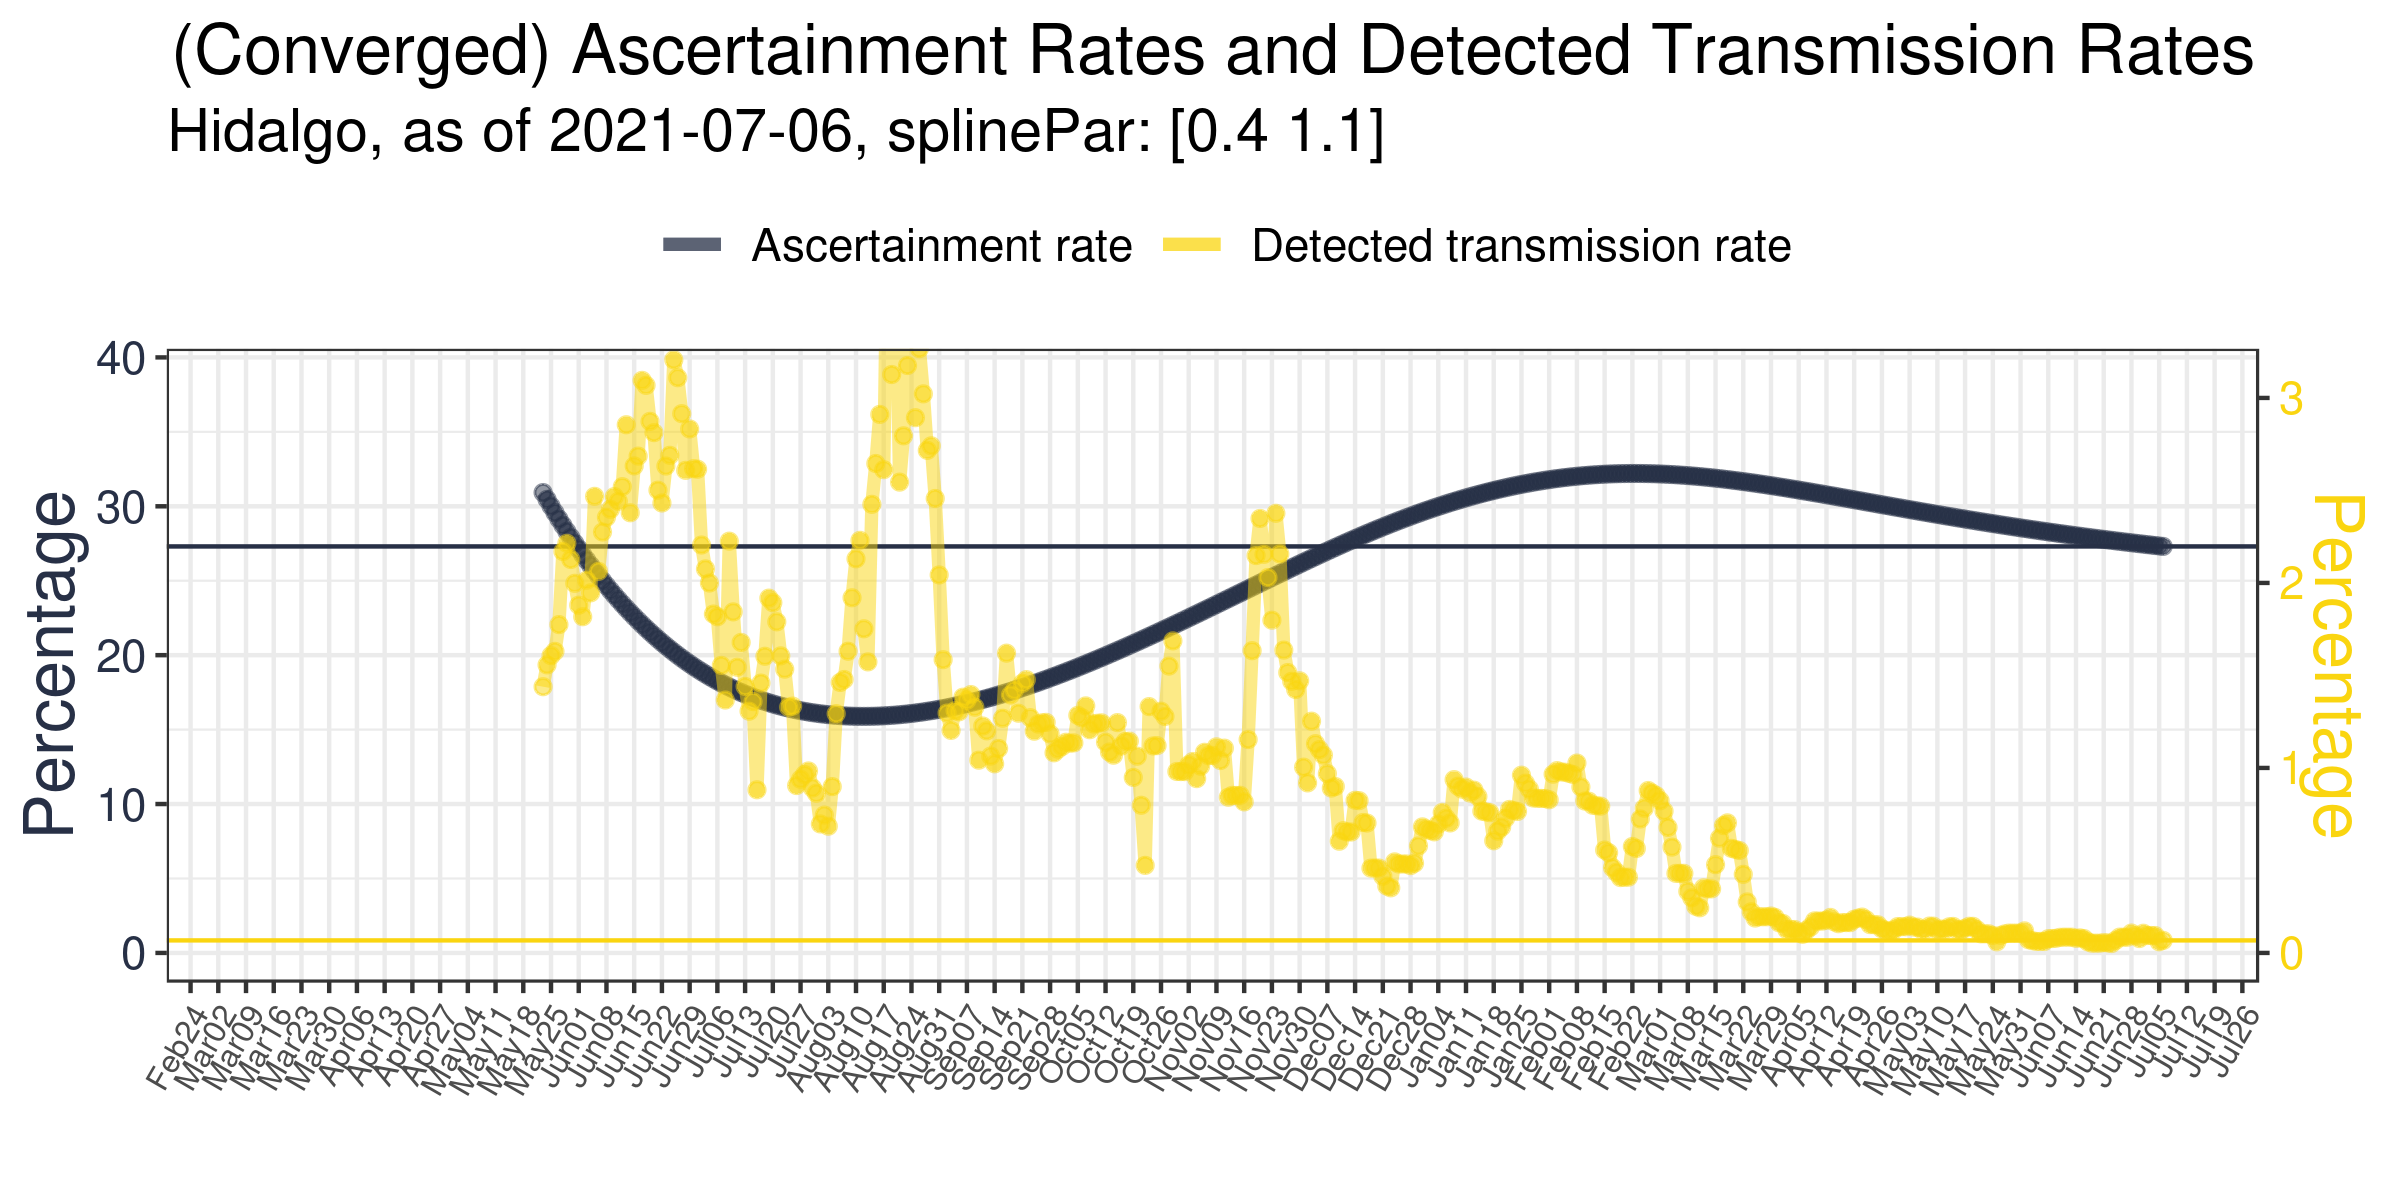 (Converged) Ascertainment Rates and Detected Transmission Rates
Hidalgo, as of 2021-07-06, splinePar: [0.4 1.1]
Ascertainment rate Detected transmission rate
Percentage
40
30
20
10
0
3
2
1
0
Percentage
Feb24 Mar02 Mar09 Mar16 Mar23 Mar30 Apr06 Apr13 Apr20 Apr27 May04 May11 May18 May25 Jun01 Jun08 Jun15 Jun22 Jun29 Jul06 Jul13 Jul20 Jul27 Aug03 Aug10 Aug17 Aug24 Aug31 Sep07 Sep14 Sep21 Sep28 Oct05 Oct12 Oct19 Oct26 Nov02 Nov09 Nov16 Nov23 Nov30 Dec07 Dec14 Dec21 Dec28 Jan04 Jan11 Jan18 Jan25 Feb01 Feb08 Feb15 Feb22 Mar01 Mar08 Mar15 Mar22 Mar29 Apr05 Apr12 Apr19 Apr26 May03 May10 May17 May24 May31 Jun07 Jun14 Jun21 Jun28 Jul05 Jul12 Jul19 Jul26